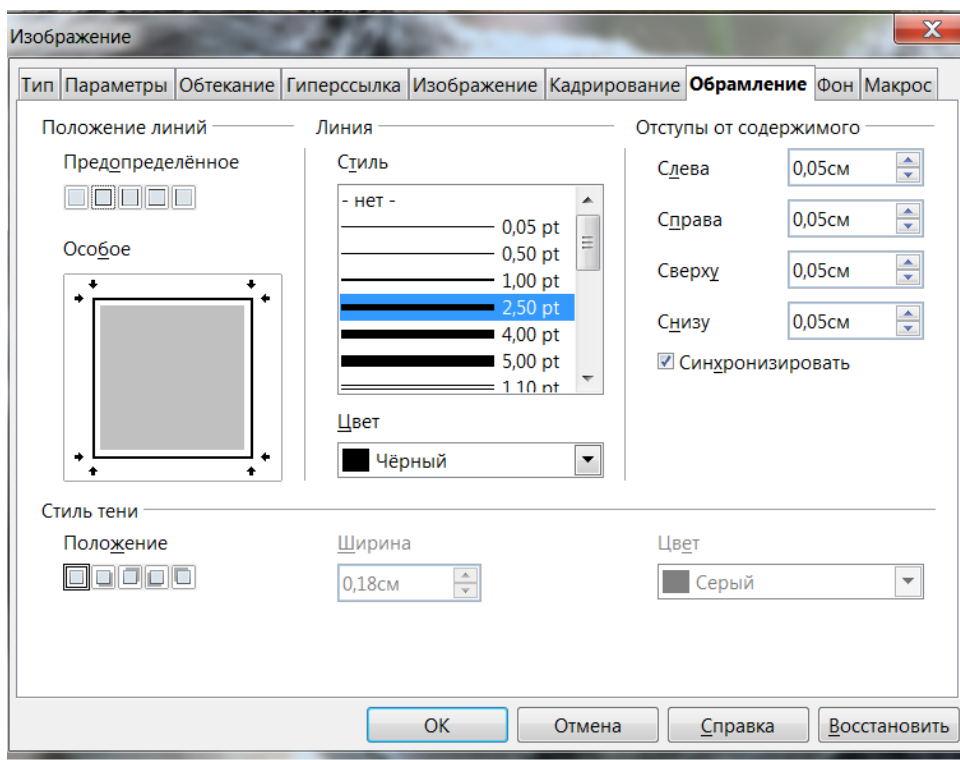 Изображение
Тип Параметры Обтекание Гиперссылка Изображение Кадрирование Обрамление Фон Макрос
Положение линий
Предопределённое
Особое
Линия
Стиль
- нет -
0,05 pt
0,50 pt
1,00 pt
2,50 pt
4,00 pt
5,00 pt
1,10 pt
Цвет
Чёрный
Отступы от содержимого
Слева 0,05см
Справа 0,05см
Сверху 0,05см
Снизу 0,05см
Синхронизировать
Стиль тени
Положение
Ширина
0,18см
Цвет
Серый
OK Отмена Справка Восстановить